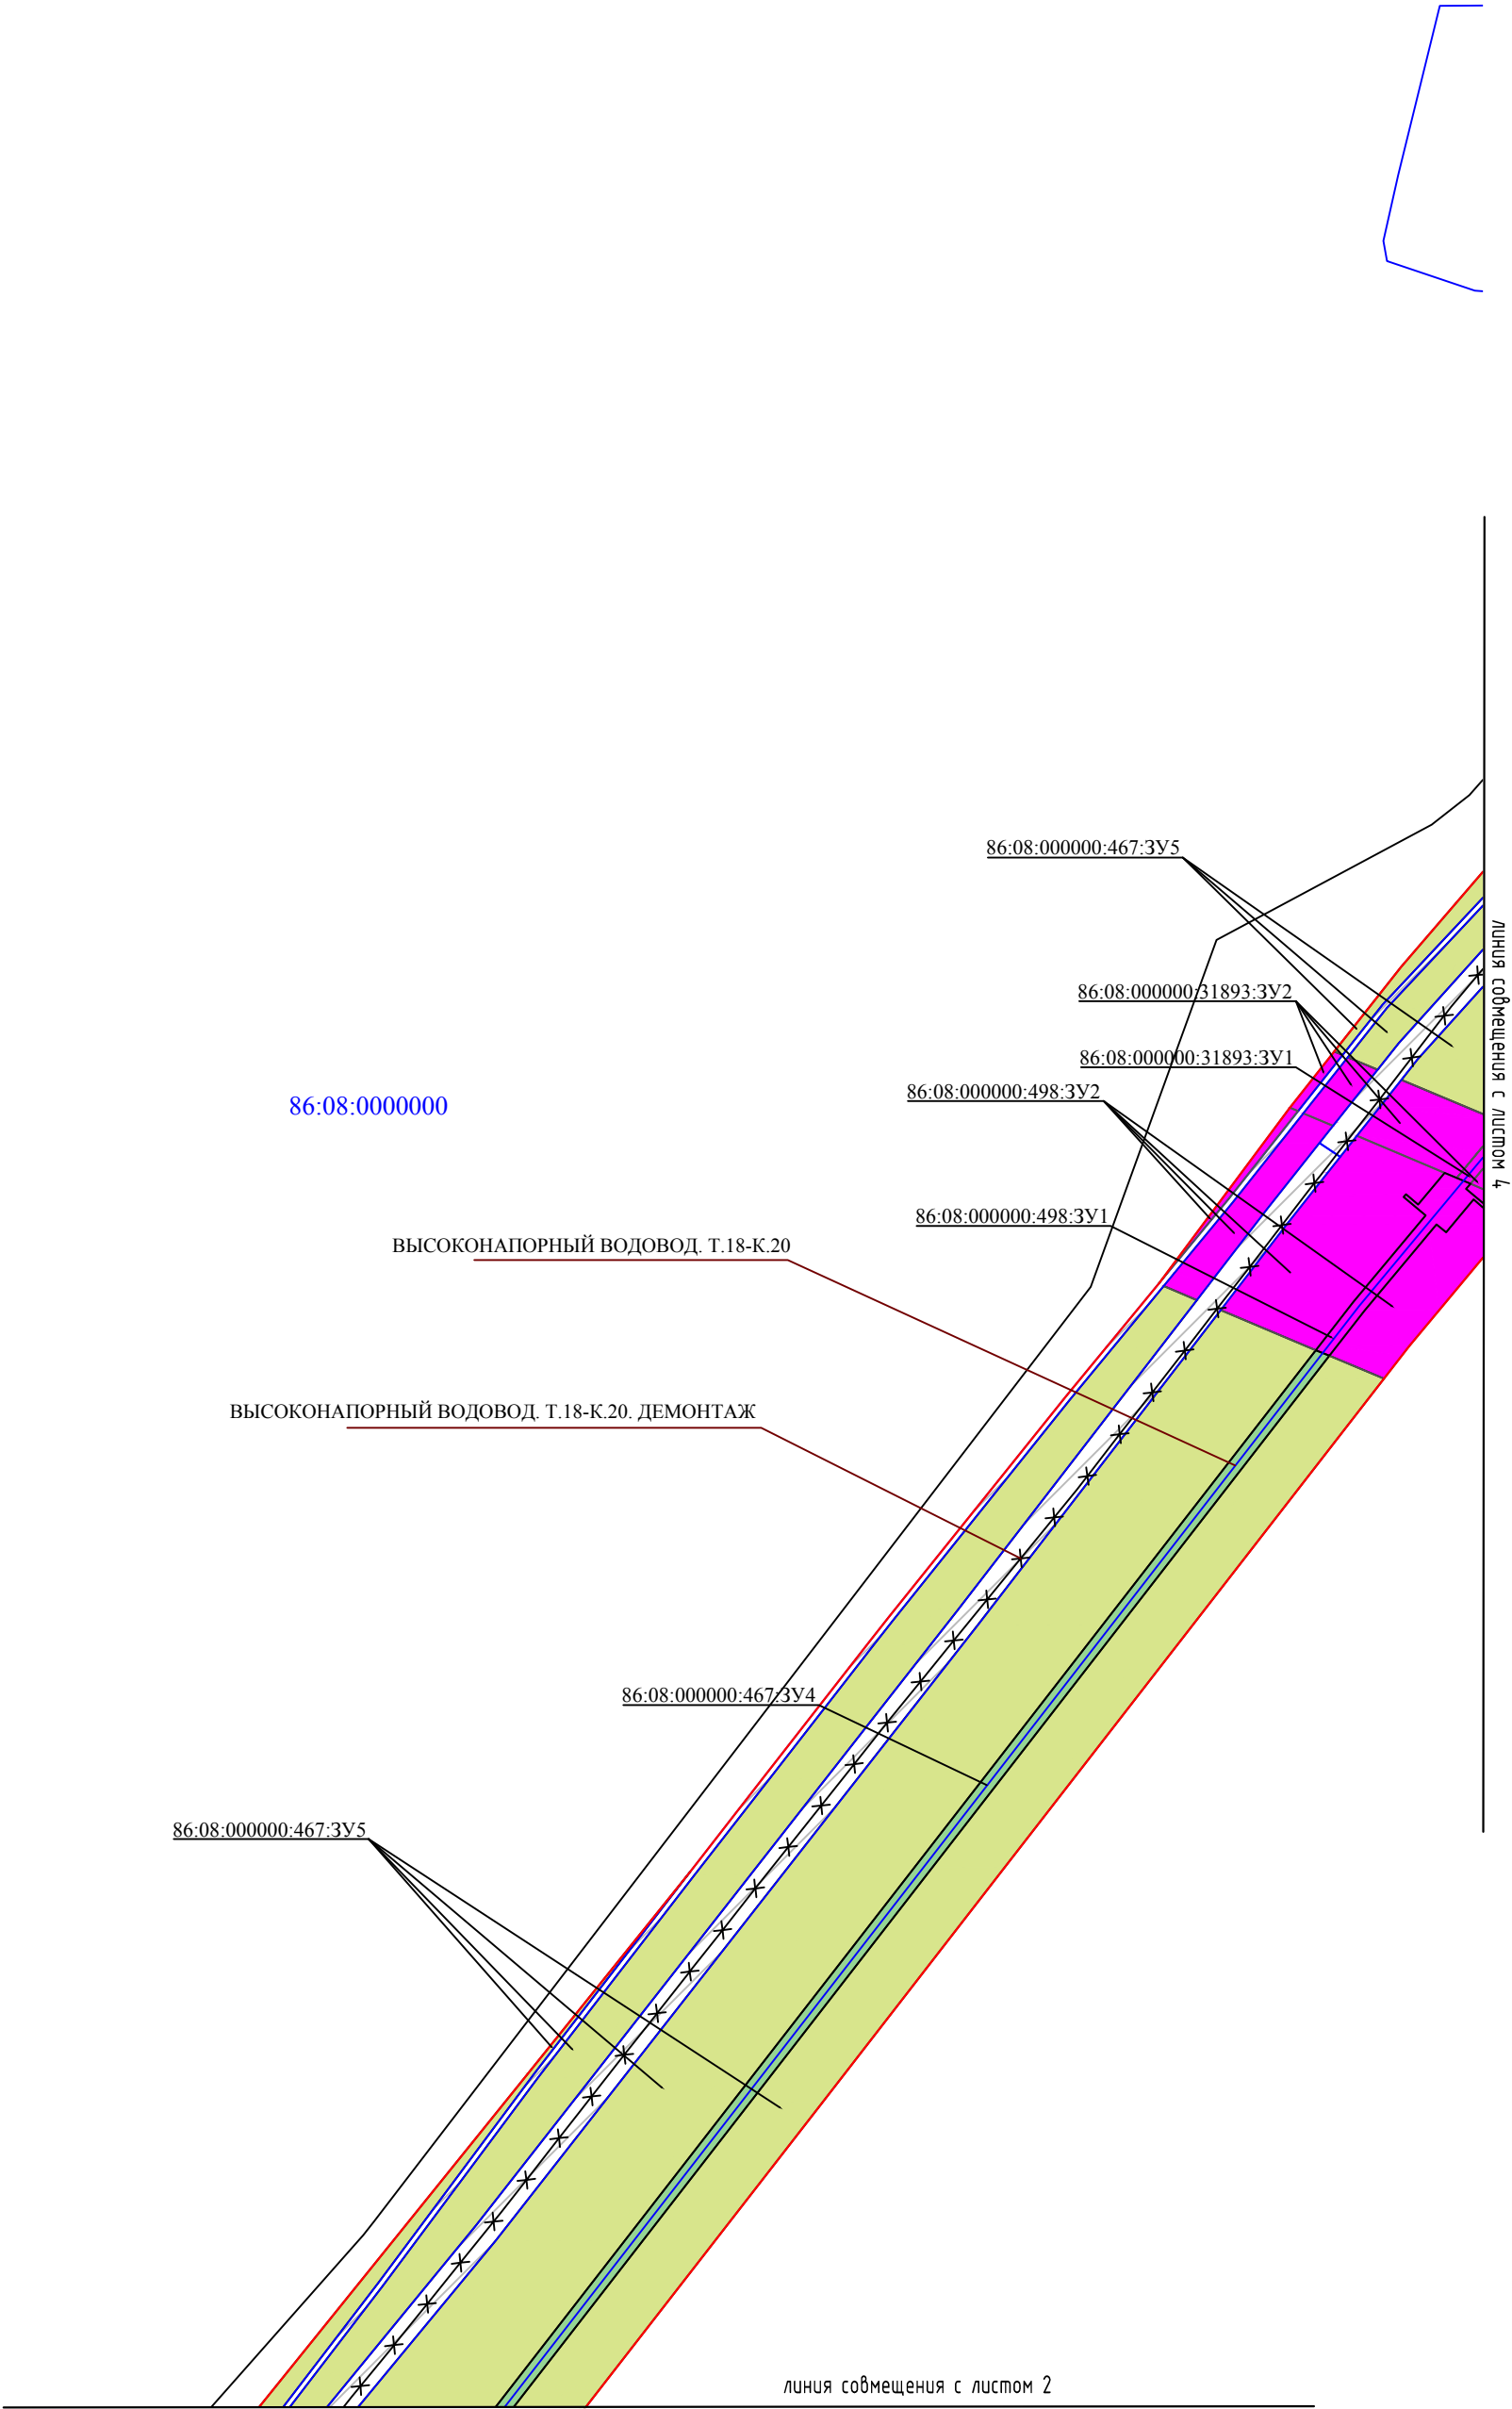 86:08:000000:467:ЗУ5
линия совмещения с листом 4
86:08:000000:31893:ЗУ2
86:08:000000:31893:ЗУ1
86:08:000000:498:ЗУ2
86:08:0000000
86:08:000000:498:ЗУ1
ВЫСОКОНАПОРНЫЙ ВОДОВОД. Т.18-К.20
ВЫСОКОНАПОРНЫЙ ВОДОВОД. Т.18-К.20. ДЕМОНТАЖ
86:08:000000:467:ЗУ4
86:08:000000:467:ЗУ5
линия совмещения с листом 2